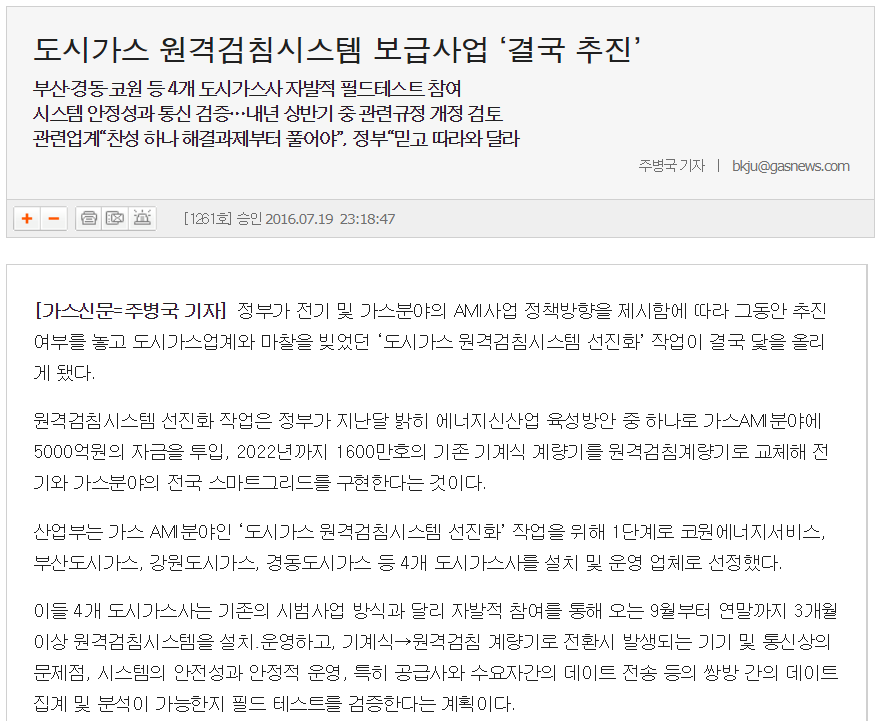 도시가스 원격검침시스템 보급사업 ‘결국 추진’
부산·경동·코원 등 4개 도시가스사 자발적 필드테스트 참여
시스템 안정성과 통신 검증…내년 상반기 중 관련규정 개정 검토
관련업계“찬성 하나 해결과제부터 풀어야”, 정부“믿고 따라와 달라
주병국 기자 | bkju@gasnews.com
[1261호] 승인 2016.07.19 23:18:47
[가스신문=주병국 기자] 정부가 전기 및 가스분야의 AMI사업 정책방향을 제시함에 따라 그동안 추진
여부를 놓고 도시가스업계와 마찰을 빚었던 ‘도시가스 원격검침시스템 선진화’ 작업이 결국 닻을 올리
게 됐다.
원격검침시스템 선진화 작업은 정부가 지난달 밝히 에너지신산업 육성방안 중 하나로 가스AMI분야에
5000억원의 자금을 투입, 2022년까지 1600만호의 기존 기계식 계량기를 원격검침계량기로 교체해 전
기와 가스분야의 전국 스마트그리드를 구현한다는 것이다.
산업부는 가스 AMI분야인 ‘도시가스 원격검침시스템 선진화’ 작업을 위해 1단계로 코원에너지서비스,
부산도시가스, 강원도시가스, 경동도시가스 등 4개 도시가스사를 설치 및 운영 업체로 선정했다.
이들 4개 도시가스사는 기존의 시범사업 방식과 달리 자발적 참여를 통해 오는 9월부터 연말까지 3개월
이상 원격검침시스템을 설치.운영하고, 기계식→원격검침 계량기로 전환시 발생되는 기기 및 통신상의
문제점, 시스템의 안전성과 안정적 운영, 특히 공급사와 수요자간의 데이트 전송 등의 쌍방 간의 데이트
집계 및 분석이 가능한지 필드 테스트를 검증한다는 계획이다.